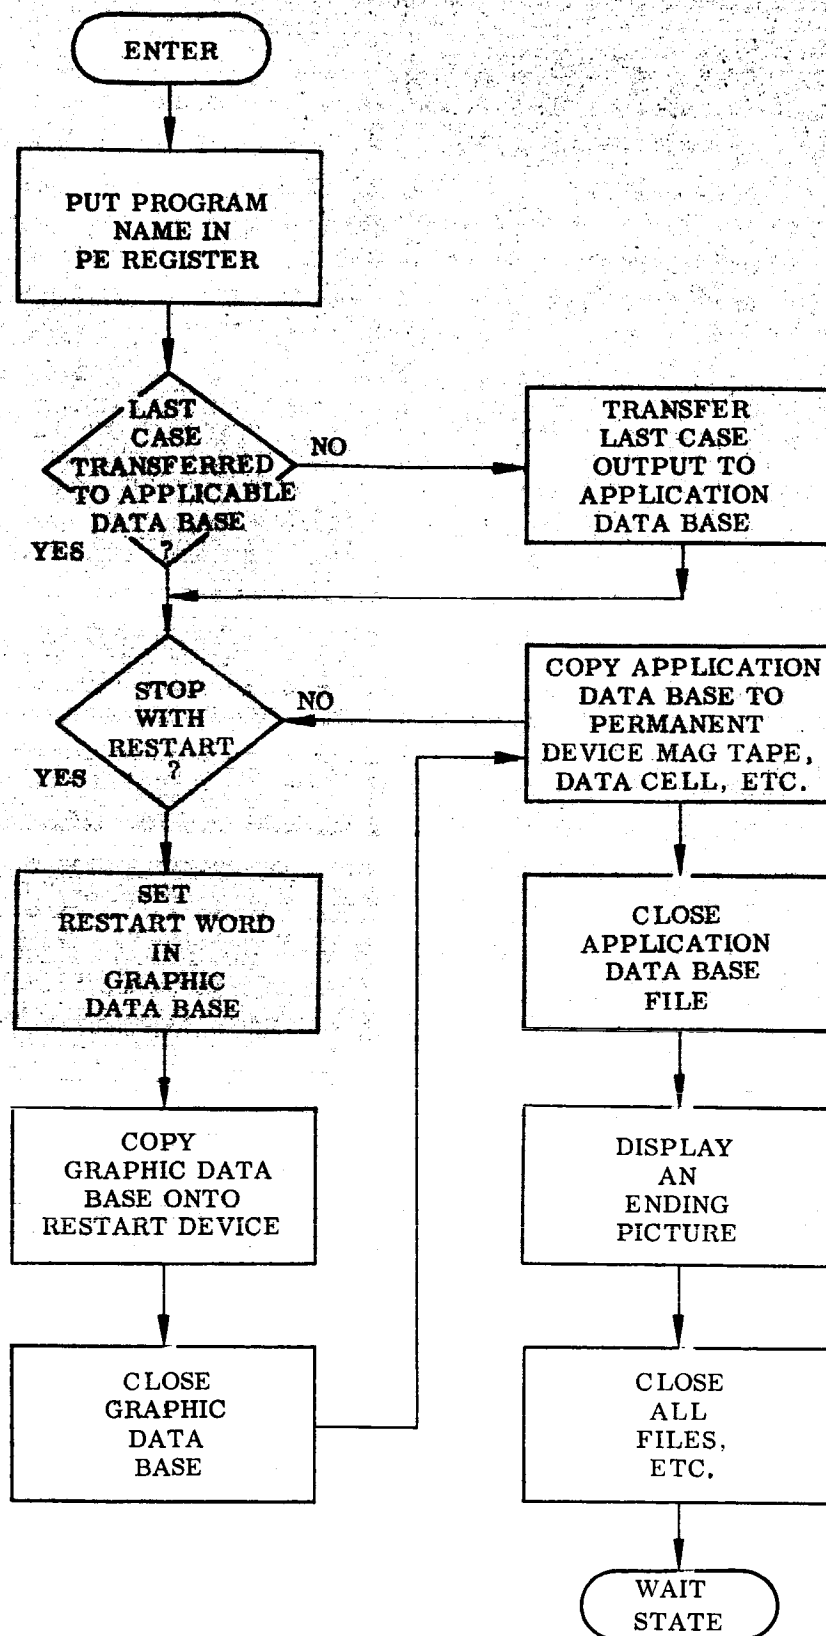 ENTER
PUT PROGRAM
NAME IN
PE REGISTER
LAST
CASE
TRANSFERRED
TO APPLICABLE
DATA BASE
?
NO
YES
TRANSFER
LAST CASE
OUTPUT TO
APPLICATION
DATA BASE
STOP
WITH
RESTART
?
NO
YES
COPY APPLICATION
DATA BASE TO
PERMANENT
DEVICE MAG TAPE,
DATA CELL, ETC.
SET
RESTART WORD
IN
GRAPHIC
DATA BASE
CLOSE
APPLICATION
DATA BASE
FILE
COPY
GRAPHIC DATA
BASE ONTO
RESTART DEVICE
DISPLAY
AN
ENDING
PICTURE
CLOSE
GRAPHIC
DATA
BASE
CLOSE
ALL
FILES,
ETC.
WAIT
STATE